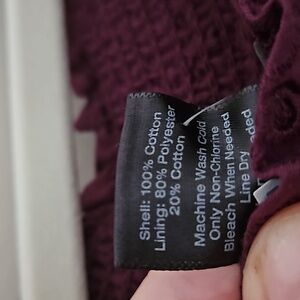 Shell: 100% Cotton
Lining: 80% Polyester
20% Cotton
Machine Wash Cold
Only Non-Chlorine
Bleach When Needed
Line Dry
eded